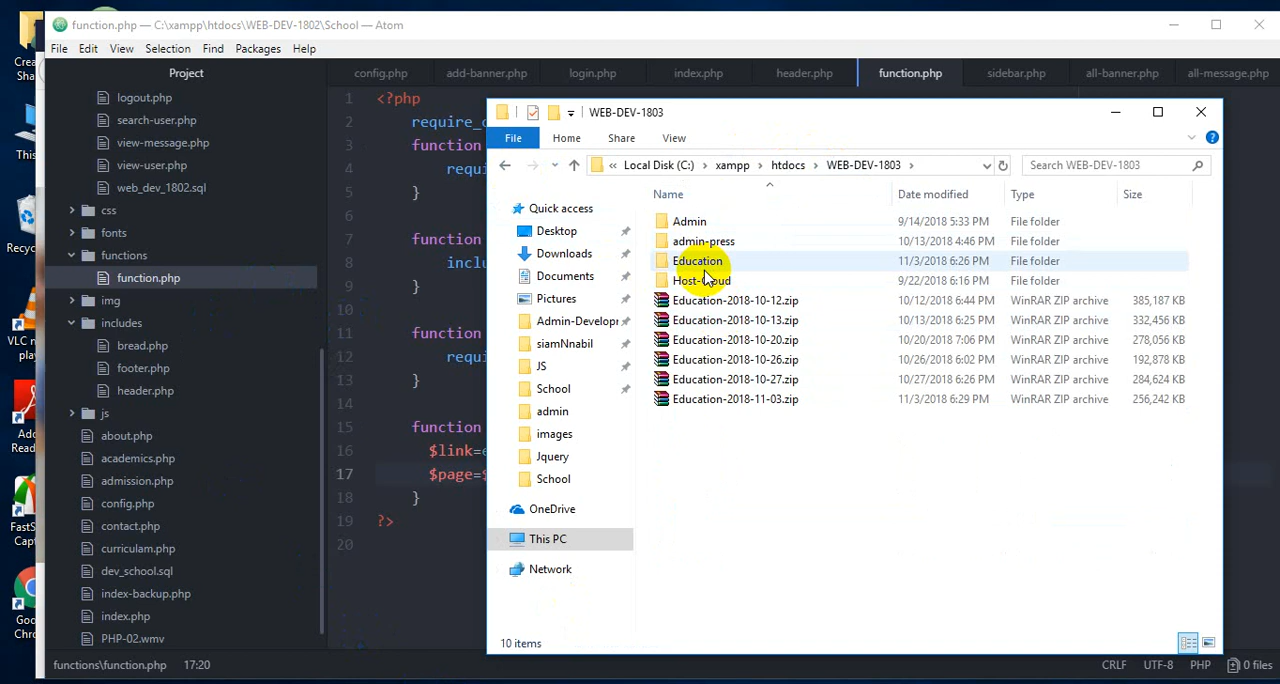 function.php — C:\xampp\htdocs\WEB-DEV-1802\School — Atom
File Edit View Selection Find Packages Help
Project
config.php add-banner.php login.php index.php header.php function.php sidebar.php all-banner.php all-message.php
logout.php
search-user.php
view-message.php
view-user.php
web_dev_1802.sql
css
fonts
functions
function.php
img
includes
bread.php
footer.php
header.php
js
about.php
academics.php
admission.php
config.php
contact.php
curriculam.php
dev_school.sql
index-backup.php
index.php
PHP-02.wmv
1 <?php
2
3 function
4
5 }
6
7 function
8
9 }
10
11 function
12
13 }
14
15 function
16 $link=
17 $page=
18 }
19 ?>
20
WEB-DEV-1803
File Home Share View
« Local Disk (C:) › xampp › htdocs › WEB-DEV-1803 ›
Search WEB-DEV-1803
Name Date modified Type Size
Quick access
Desktop
Downloads
Documents
Pictures
siamNnabil
JS
School
admin
images
Jquery
School
OneDrive
This PC
Network
Admin 9/14/2018 5:33 PM File folder
admin-press 10/13/2018 4:46 PM File folder
Education 11/3/2018 6:26 PM File folder
Host-Cloud 9/22/2018 6:16 PM File folder
Education-2018-10-12.zip 10/12/2018 6:44 PM WinRAR ZIP archive 385,187 KB
Education-2018-10-13.zip 10/13/2018 6:25 PM WinRAR ZIP archive 332,456 KB
Education-2018-10-20.zip 10/20/2018 7:06 PM WinRAR ZIP archive 278,056 KB
Education-2018-10-26.zip 10/26/2018 6:02 PM WinRAR ZIP archive 192,878 KB
Education-2018-10-27.zip 10/27/2018 6:26 PM WinRAR ZIP archive 284,624 KB
Education-2018-11-03.zip 11/3/2018 6:29 PM WinRAR ZIP archive 256,242 KB
10 items
functions\function.php 17:20
CRLF UTF-8 PHP 0 files